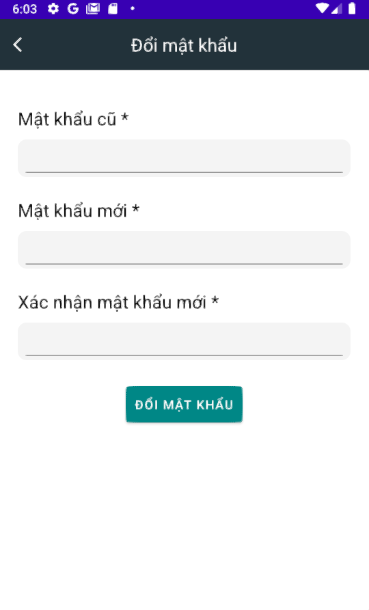 6:03
Đổi mật khẩu
Mật khẩu cũ *
Mật khẩu mới *
Xác nhận mật khẩu mới *
ĐỔI MẬT KHẨU